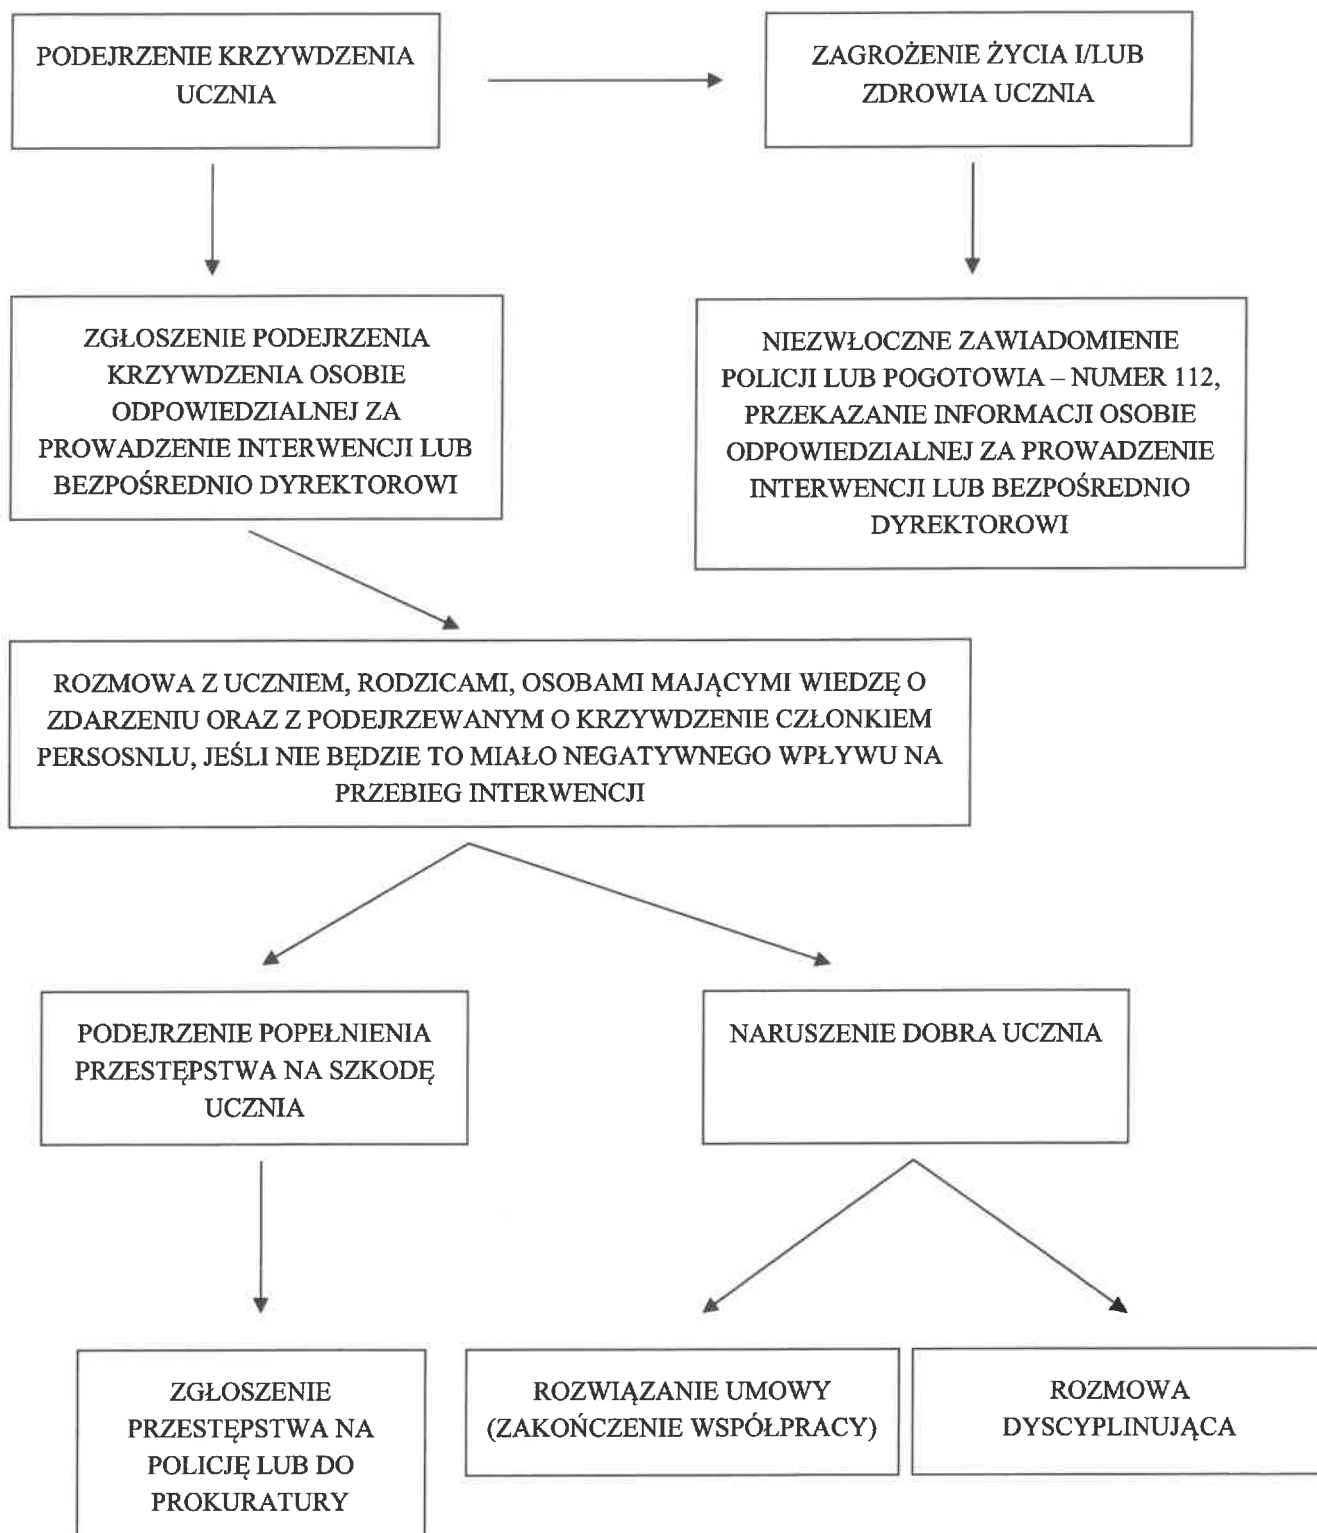 PODEJRZENIE KRZYWDZENIA
UCZNIA
ZAGROŻENIE ŻYCIA I/LUB
ZDROWIA UCZNIA
ZGŁOSZENIE PODEJRZENIA
KRZYWDZENIA OSOBIE
ODPOWIEDZIALNEJ ZA
PROWADZENIE INTERWENCJI LUB
BEZPOŚREDNIO DYREKTOROWI
NIEZWŁOCZNE ZAWIADOMIENIE
POLICJI LUB POGOTOWIA – NUMER 112,
PRZEKAZANIE INFORMACJI OSOBIE
ODPOWIEDZIALNEJ ZA PROWADZENIE
INTERWENCJI LUB BEZPOŚREDNIO
DYREKTOROWI
ROZMOWA Z UCZNIEM, RODZICAMI, OSOBAMI MAJĄCYMI WIEDZĘ O
ZDARZENIU ORAZ Z PODEJRZEWANYM O KRZYWDZENIE CZŁONKIEM
PERSOSNLU, JEŚLI NIE BĘDZIE TO MIAŁO NEGATYWNEGO WPŁYWU NA
PRZEBIEG INTERWENCJI
PODEJRZENIE POPEŁNIENIA
PRZESTĘPSTWA NA SZKODĘ
UCZNIA
NARUSZENIE DOBRA UCZNIA
ZGŁOSZENIE
PRZESTĘPSTWA NA
POLICJĘ LUB DO
PROKURATURY
ROZWIĄZANIE UMOWY
(ZAKOŃCZENIE WSPÓŁPRACY)
ROZMOWA
DYSCYPLINUJĄCA